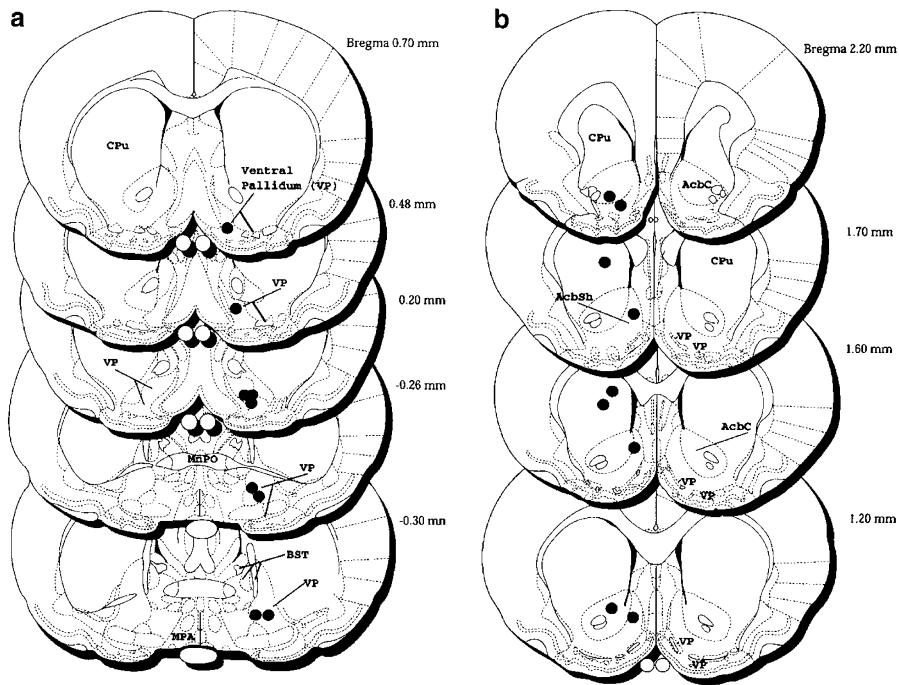 a
Bregma 0.70 mm
CPu
Ventral
Pallidum (VP)
0.48 mm
VP
0.20 mm
VP
-0.26 mm
MnPO
VP
-0.30 mm
BST
VP
MPA
b
Bregma 2.20 mm
CPu
AcbC
1.70 mm
CPu
AcbSh
VP
VP
1.60 mm
AcbC
VP
VP
1.20 mm
VP
VP